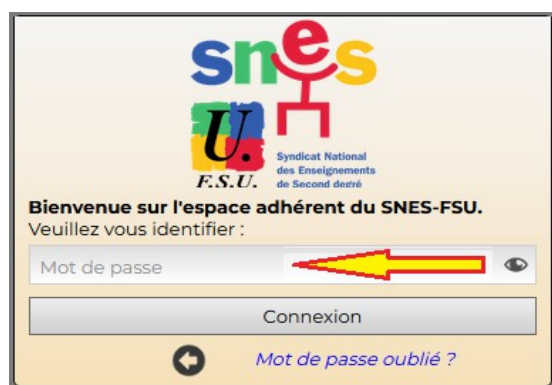 snes
U.
F.S.U.
Syndicat National
des Enseignements
de Second degré
Bienvenue sur l'espace adhérent du SNES-FSU.
Veuillez vous identifier :
Mot de passe
Connexion
Mot de passe oublié ?